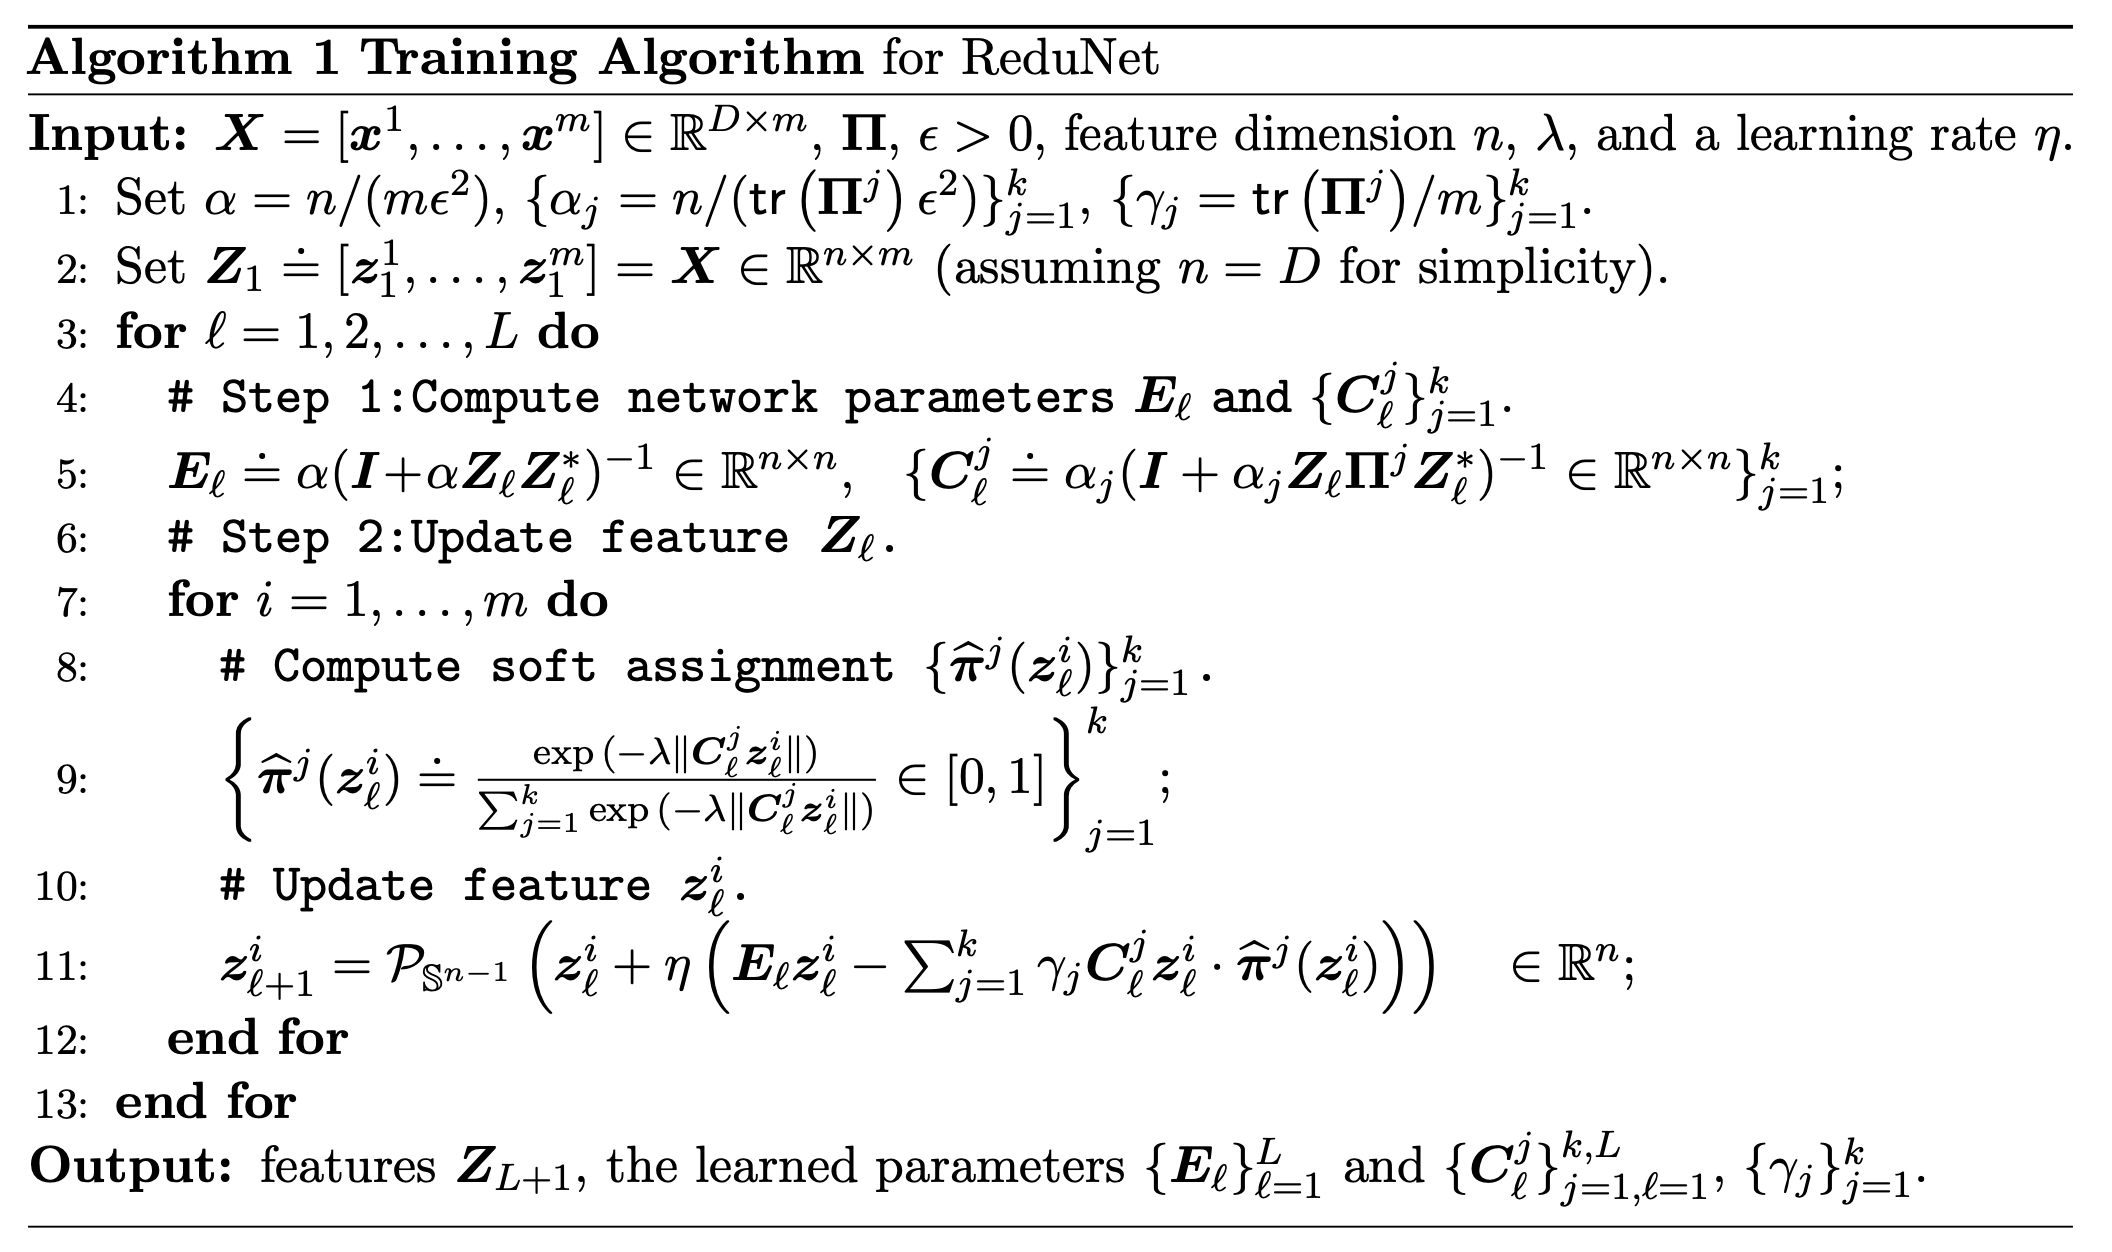 Algorithm 1 Training Algorithm for ReduNet
Input: $\boldsymbol{X} = [\boldsymbol{x}^1, \ldots, \boldsymbol{x}^m] \in \mathbb{R}^{D \times m}$, $\boldsymbol{\Pi}$, $\epsilon > 0$, feature dimension $n$, $\lambda$, and a learning rate $\eta$.
1: Set $\alpha = n/(m\epsilon^2)$, $\{\alpha_j = n/(\mathsf{tr}(\boldsymbol{\Pi}^j)\epsilon^2)\}_{j=1}^k$, $\{\gamma_j = \mathsf{tr}(\boldsymbol{\Pi}^j)/m\}_{j=1}^k$.
2: Set $\boldsymbol{Z}_1 \doteq [\boldsymbol{z}_1^1, \ldots, \boldsymbol{z}_1^m] = \boldsymbol{X} \in \mathbb{R}^{n \times m}$ (assuming $n = D$ for simplicity).
3: for $\ell = 1, 2, \ldots, L$ do
4: # Step 1:Compute network parameters $\boldsymbol{E}_\ell$ and $\{\boldsymbol{C}_\ell^j\}_{j=1}^k$.
5: $\boldsymbol{E}_\ell \doteq \alpha(\boldsymbol{I} + \alpha \boldsymbol{Z}_\ell \boldsymbol{Z}_\ell^*)^{-1} \in \mathbb{R}^{n \times n}$, $\{\boldsymbol{C}_\ell^j \doteq \alpha_j(\boldsymbol{I} + \alpha_j \boldsymbol{Z}_\ell \boldsymbol{\Pi}^j \boldsymbol{Z}_\ell^*)^{-1} \in \mathbb{R}^{n \times n}\}_{j=1}^k$;
6: # Step 2:Update feature $\boldsymbol{Z}_\ell$.
7: for $i = 1, \ldots, m$ do
8: # Compute soft assignment $\{\widehat{\boldsymbol{\pi}}^j(\boldsymbol{z}_\ell^i)\}_{j=1}^k$.
9: $\left\{\widehat{\boldsymbol{\pi}}^j(\boldsymbol{z}_\ell^i) \doteq \frac{\exp(-\lambda\|\boldsymbol{C}_\ell^j \boldsymbol{z}_\ell^i\|)}{\sum_{j=1}^k \exp(-\lambda\|\boldsymbol{C}_\ell^j \boldsymbol{z}_\ell^i\|)} \in [0, 1]\right\}_{j=1}^k$;
10: # Update feature $\boldsymbol{z}_\ell^i$.
11: $\boldsymbol{z}_{\ell+1}^i = \mathcal{P}_{\mathbb{S}^{n-1}}\left(\boldsymbol{z}_\ell^i + \eta\left(\boldsymbol{E}_\ell \boldsymbol{z}_\ell^i - \sum_{j=1}^k \gamma_j \boldsymbol{C}_\ell^j \boldsymbol{z}_\ell^i \cdot \widehat{\boldsymbol{\pi}}^j(\boldsymbol{z}_\ell^i)\right)\right) \in \mathbb{R}^n$;
12: end for
13: end for
Output: features $\boldsymbol{Z}_{L+1}$, the learned parameters $\{\boldsymbol{E}_\ell\}_{\ell=1}^L$ and $\{\boldsymbol{C}_\ell^j\}_{j=1,\ell=1}^{k,L}$, $\{\gamma_j\}_{j=1}^k$.